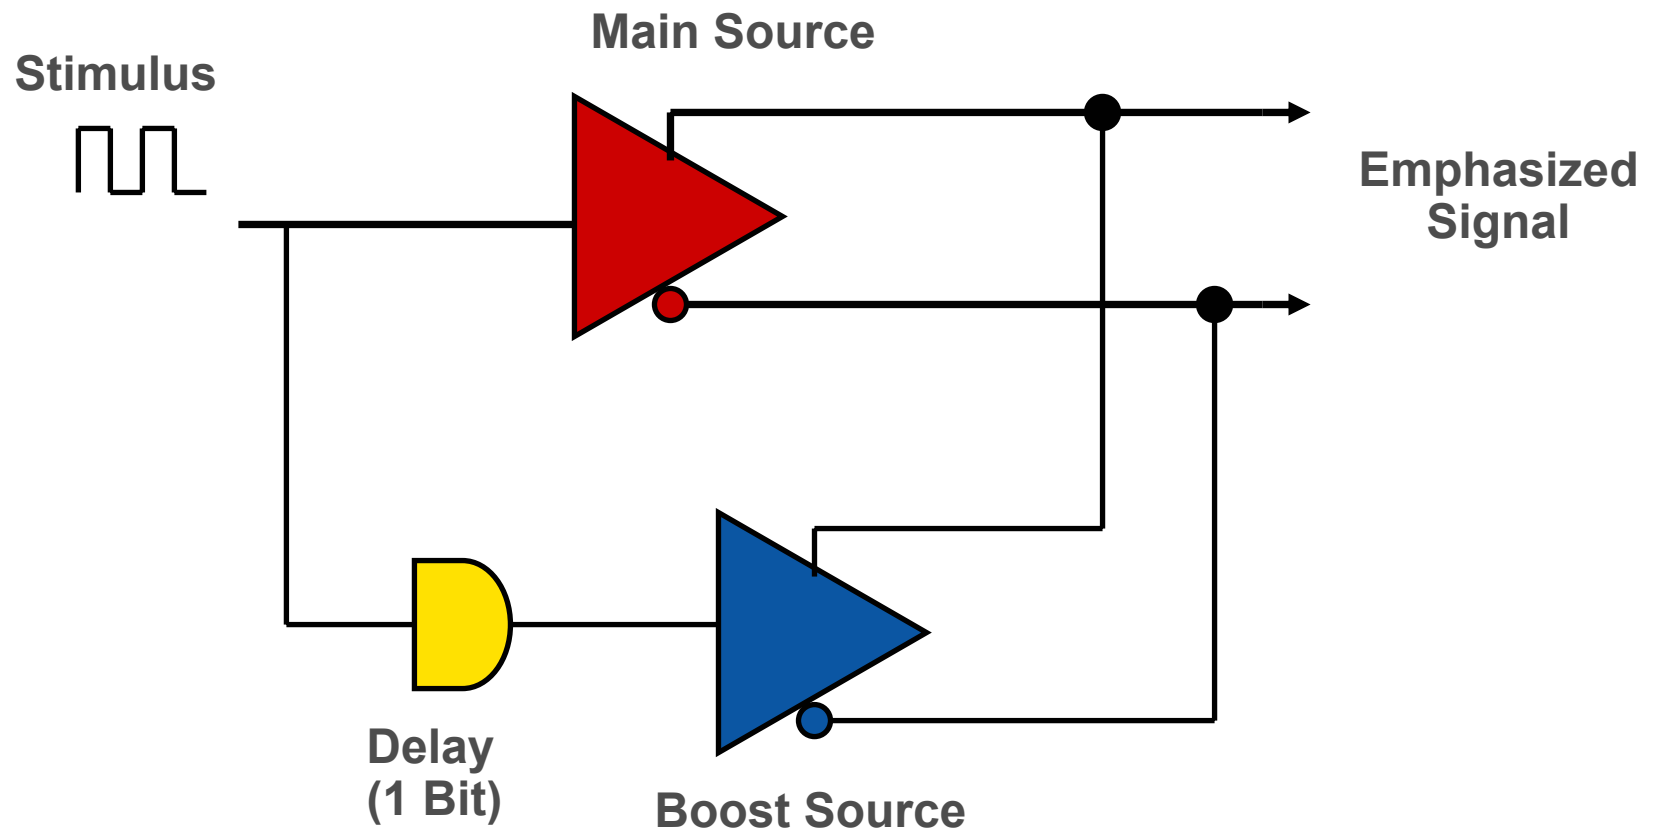 Main Source
Stimulus
Emphasized
Signal
Delay
(1 Bit)
Boost Source